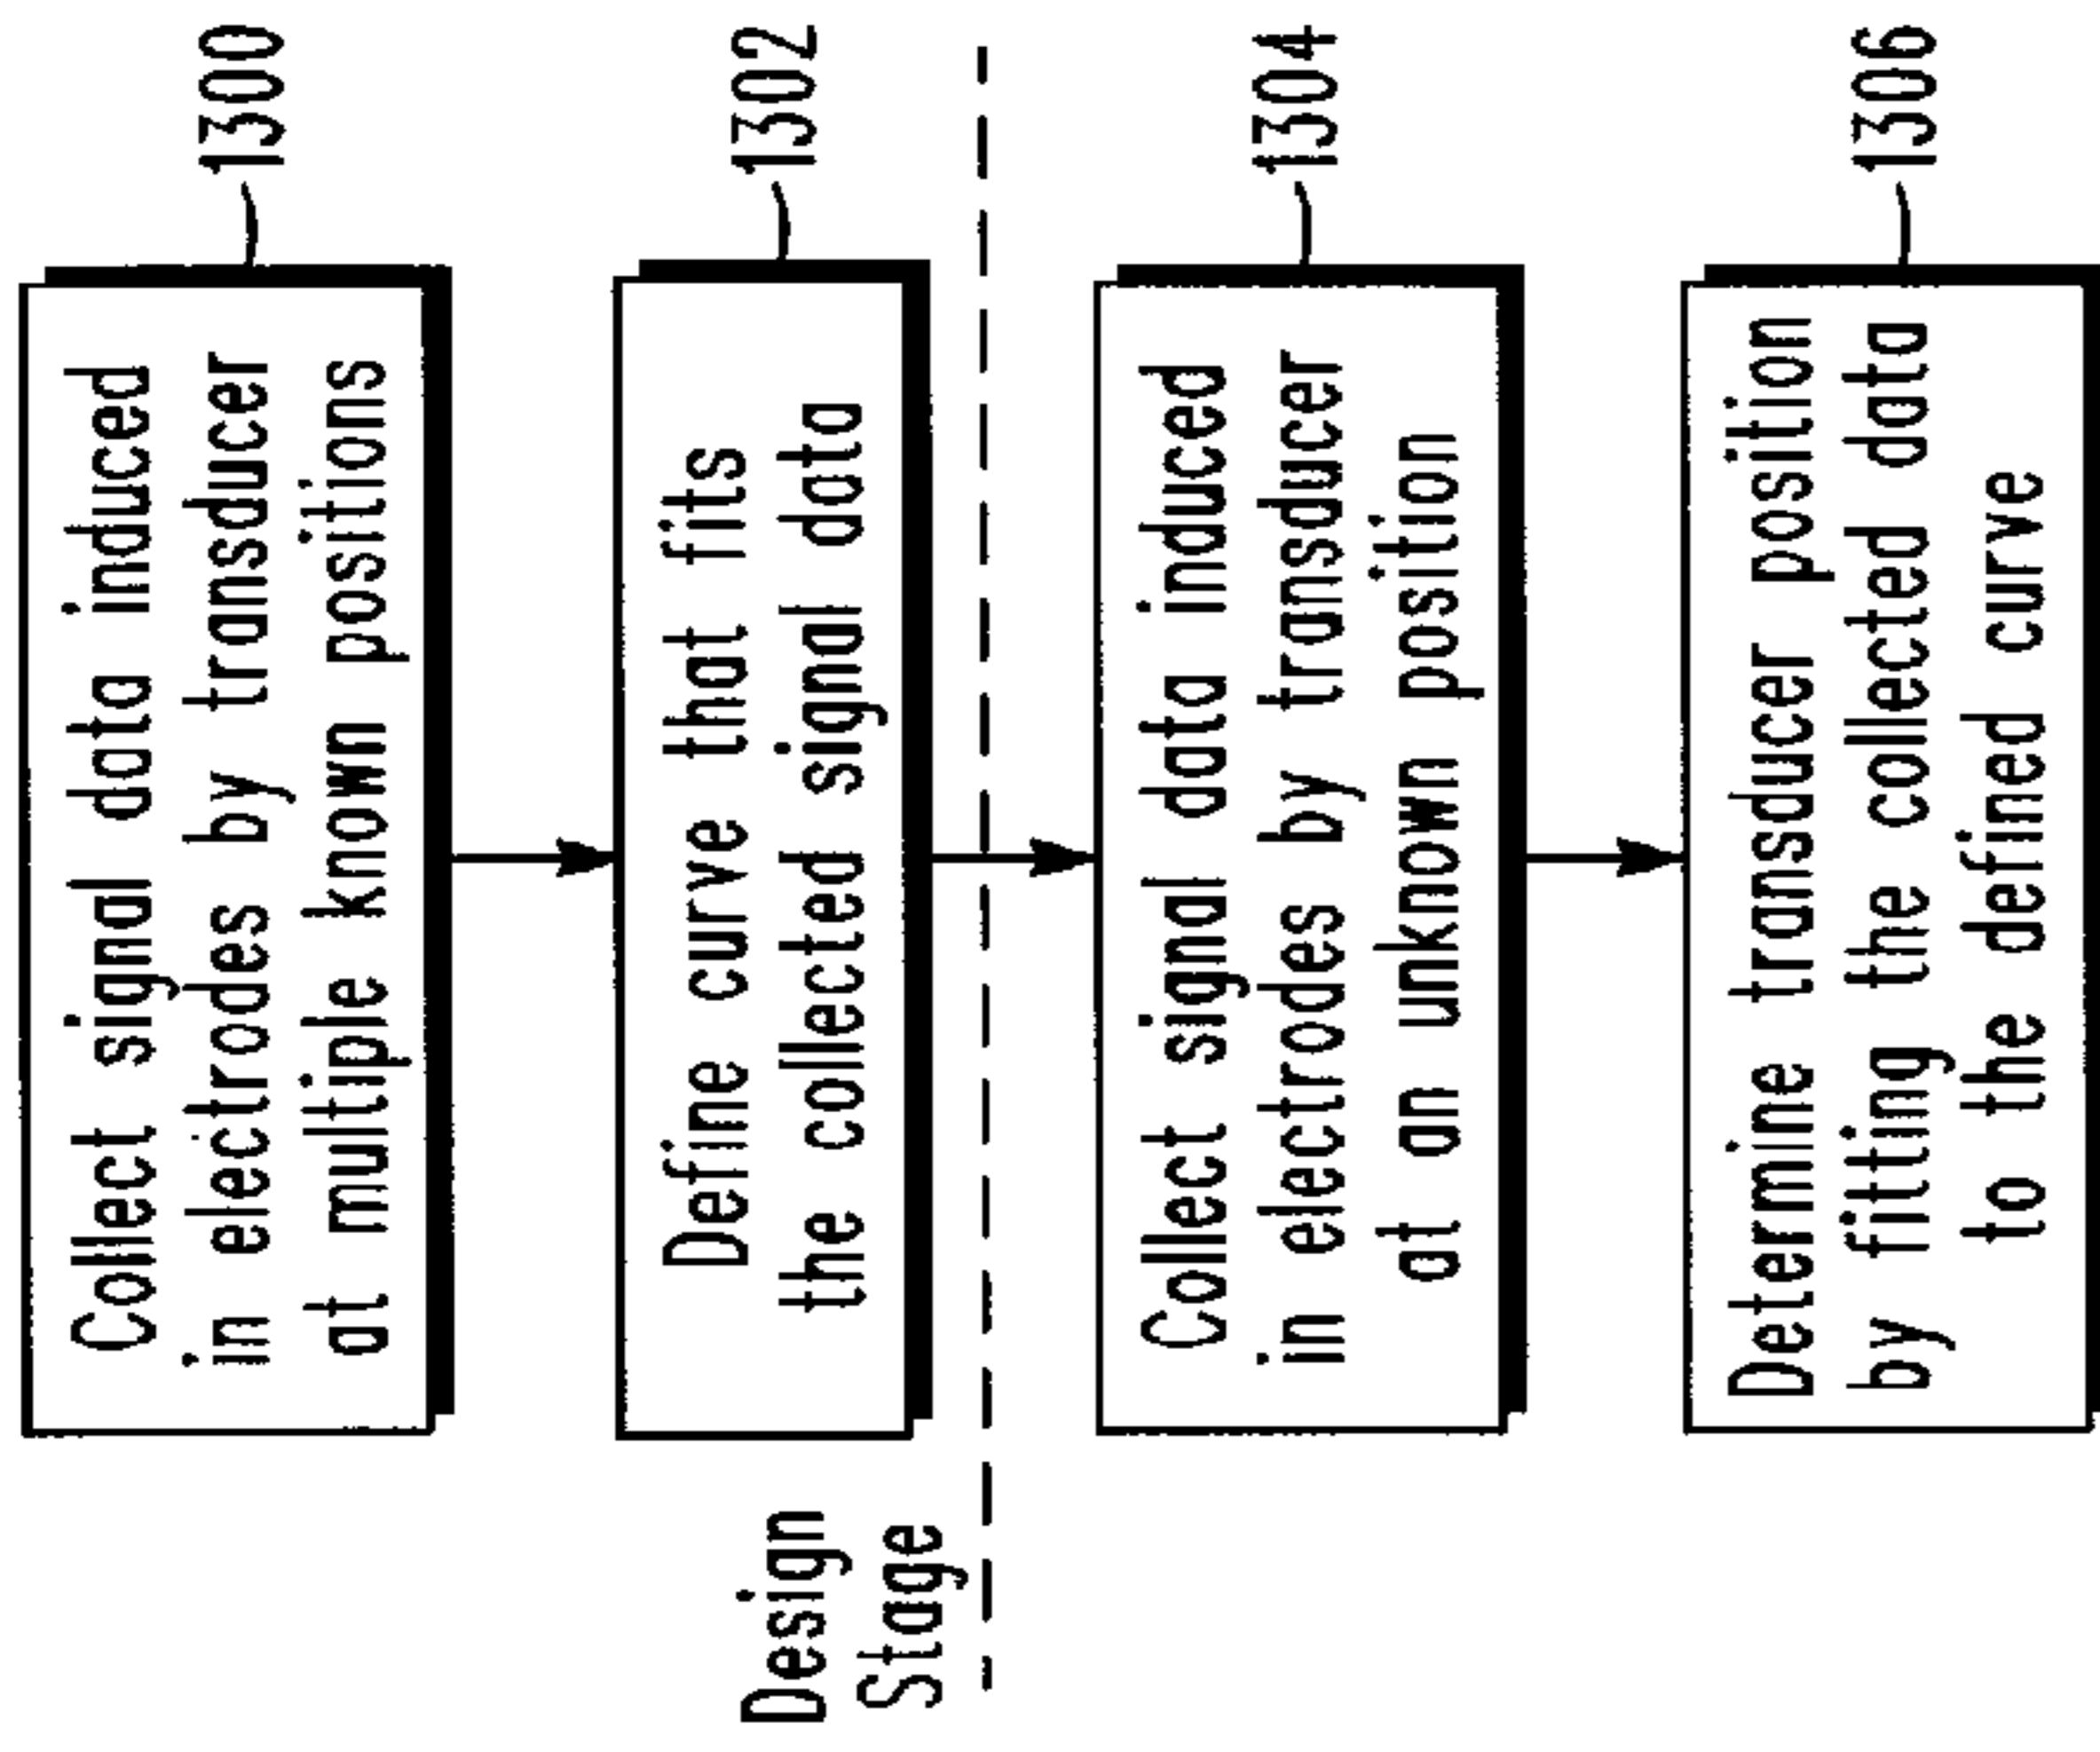 Collect signal data induced
in electrodes by transducer
at multiple known positions
1300
Define curve that fits
the collected signal data
1302
Design
Stage
Collect signal data induced
in electrodes by transducer
at an unknown position
1304
Determine transducer position
by fitting the collected data
to the defined curve
1306